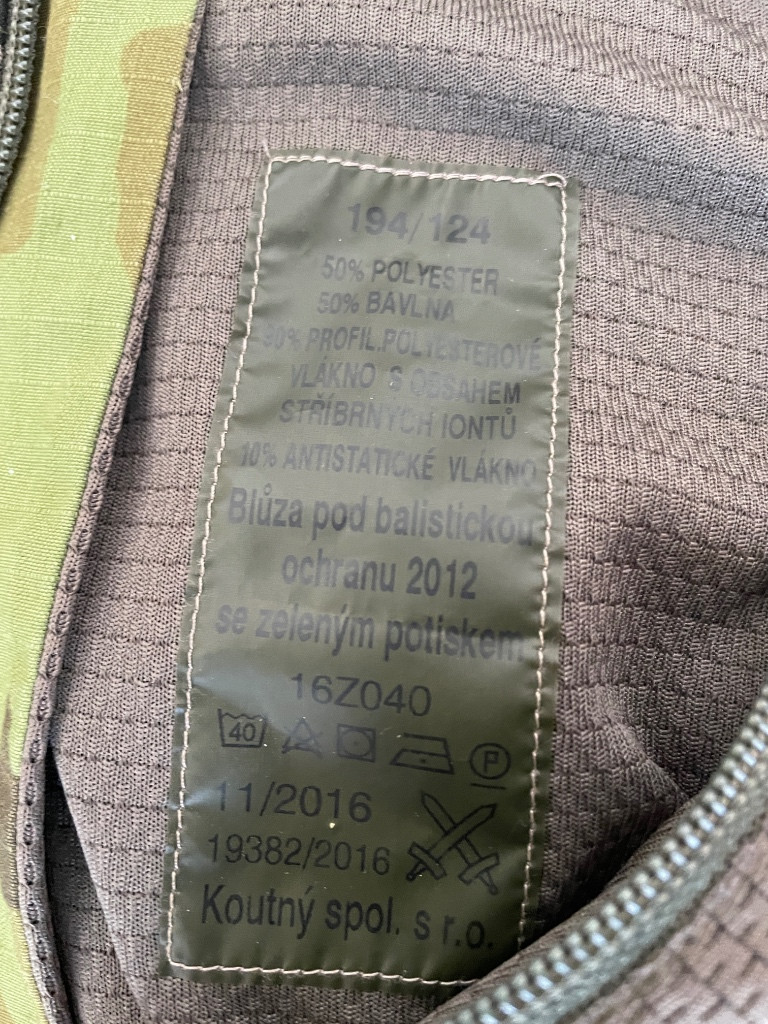 194/124
50% POLYESTER
50% BAVLNA
90% PROFIL.POLYESTEROVÉ
VLÁKNO S OBSAHEM
STŘÍBRNÝCH IONTŮ
10% ANTISTATICKÉ VLÁKNO
Blůza pod balistickou
ochranu 2012
se zeleným potiskem
16Z040
40 P
11/2016
19382/2016
Koutný spol. s r.o.